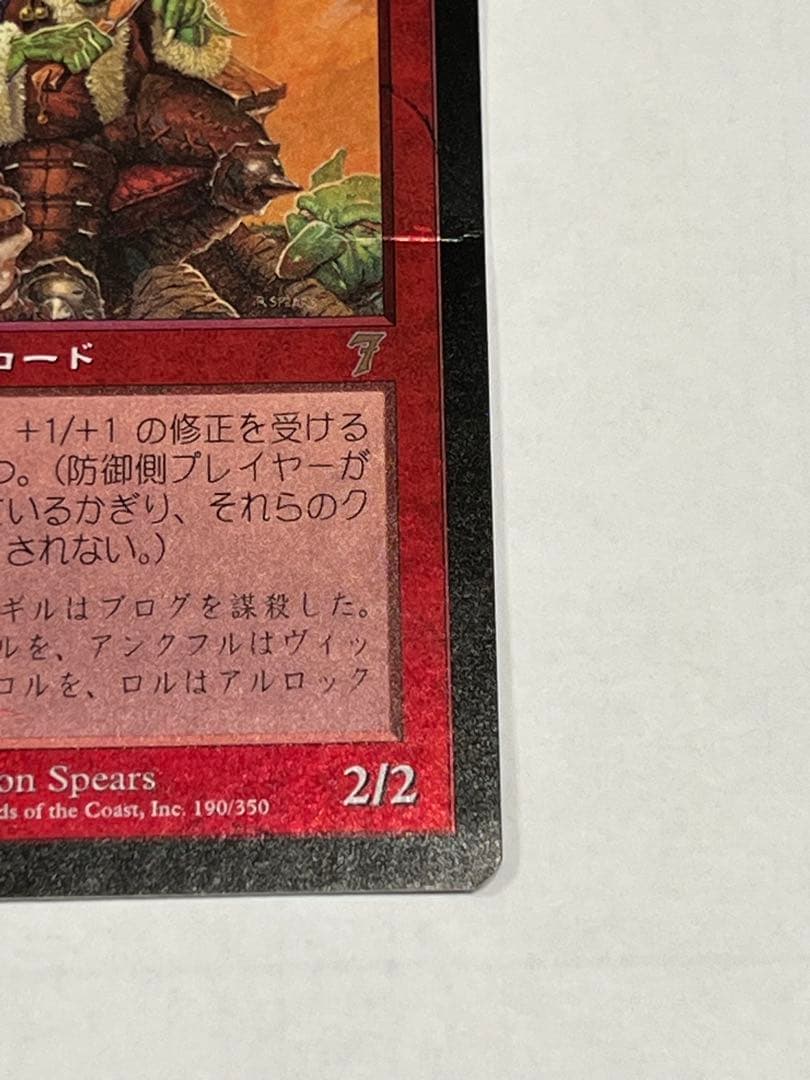 R. SPEARS
ロード
7
+1/+1 の修正を受ける
つ。（防御側プレイヤーが
ているかぎり、それらのク
されない。）
ギルはブログを謀殺した。
ルを、アンクフルはヴィッ
コルを、ロルはアルロック
on Spears
2/2
ds of the Coast, Inc. 190/350